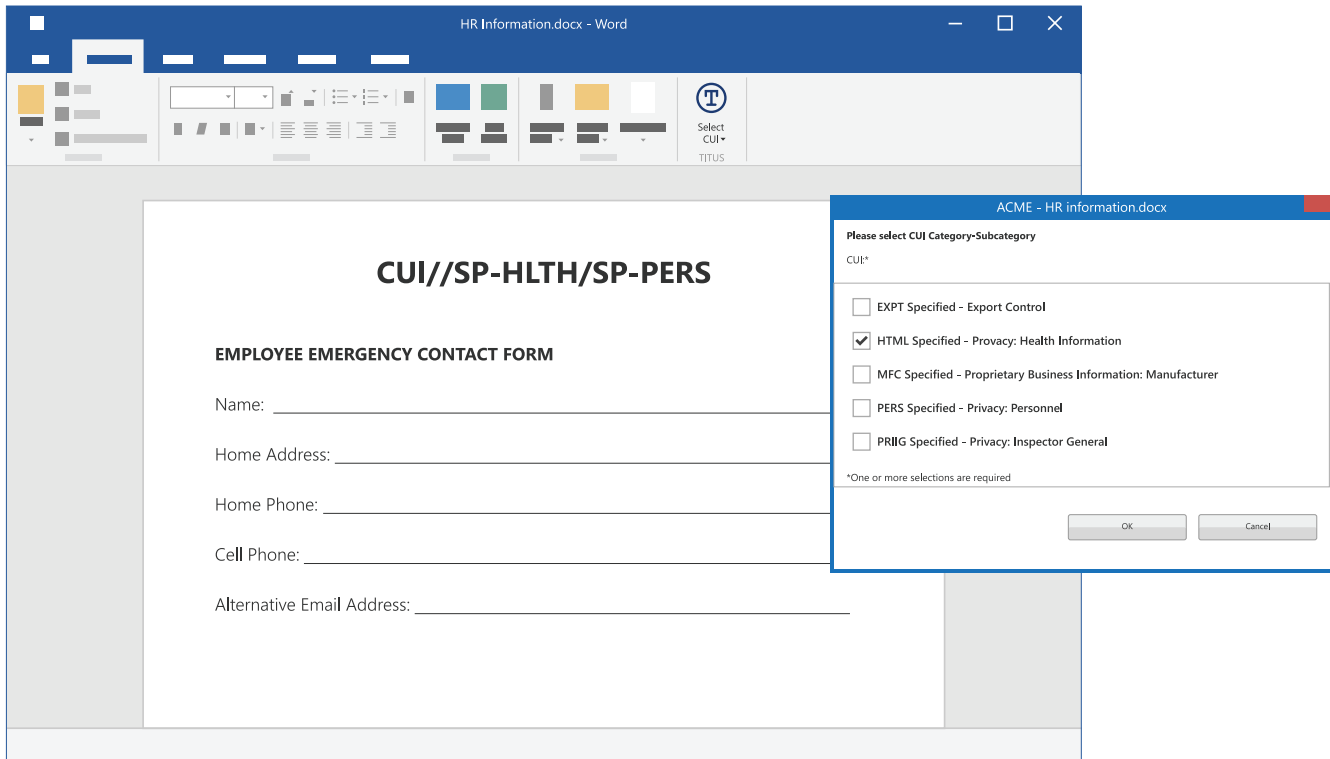 HR Information.docx - Word
Select
CUI
TITUS
CUI//SP-HLTH/SP-PERS
EMPLOYEE EMERGENCY CONTACT FORM
Name:
Home Address:
Home Phone:
Cell Phone:
Alternative Email Address:
ACME - HR information.docx
Please select CUI Category-Subcategory
CUI:*
EXPT Specified - Export Control
HTML Specified - Provacy: Health Information
MFC Specified - Proprietary Business Information: Manufacturer
PERS Specified - Privacy: Personnel
PRIIG Specified - Privacy: Inspector General
*One or more selections are required
OK
Cancel